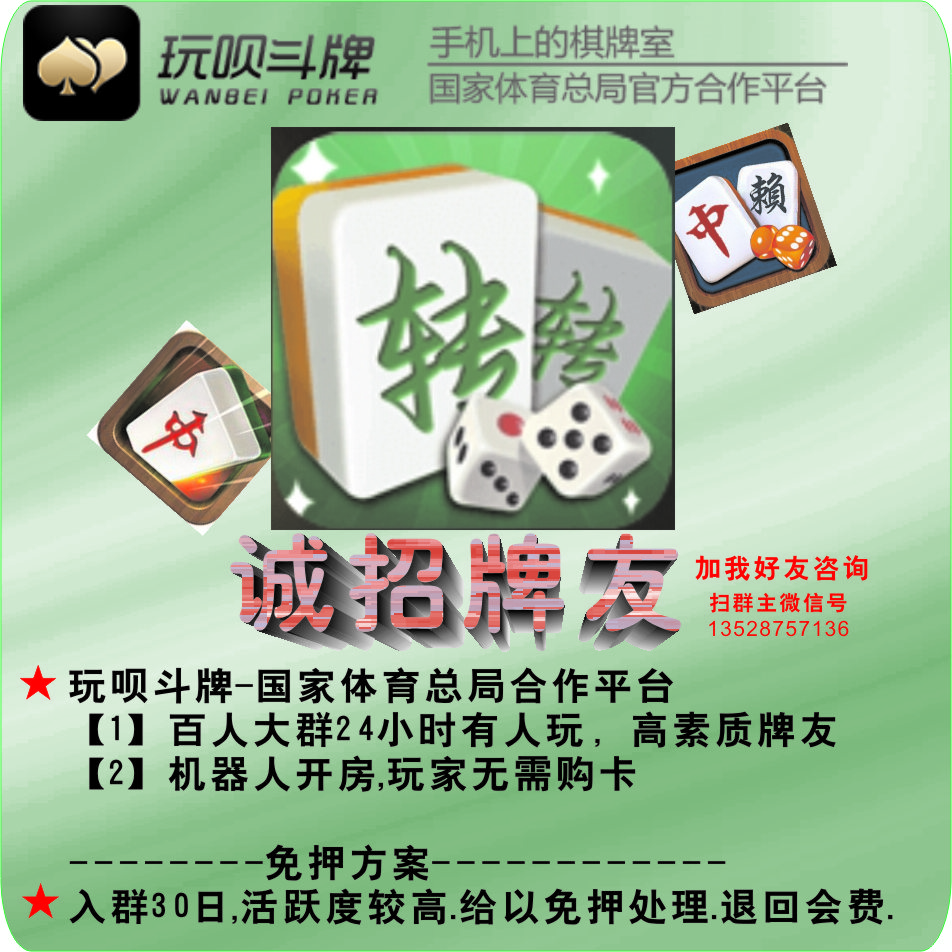 玩呗斗牌
WANBEI POKER
手机上的棋牌室
国家体育总局官方合作平台
中
賴
转
转
中
诚招牌友
加我好友咨询
扫群主微信号
13528757136
★玩呗斗牌-国家体育总局合作平台
【1】百人大群24小时有人玩，高素质牌友
【2】机器人开房,玩家无需购卡
---------免押方案-------------
★入群30日,活跃度较高.给以免押处理.退回会费.